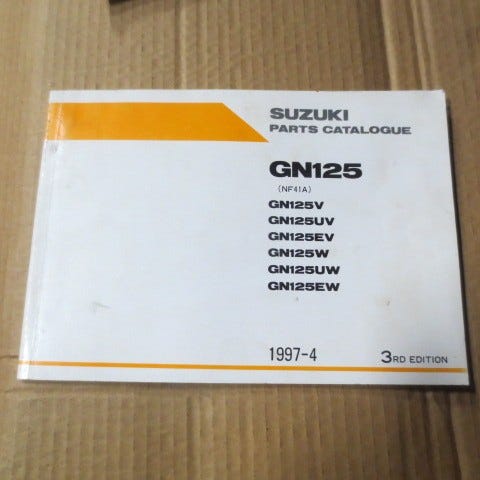 SUZUKI
PARTS CATALOGUE
GN125
(NF41A)
GN125V
GN125UV
GN125EV
GN125W
GN125UW
GN125EW
1997-4
3RD EDITION